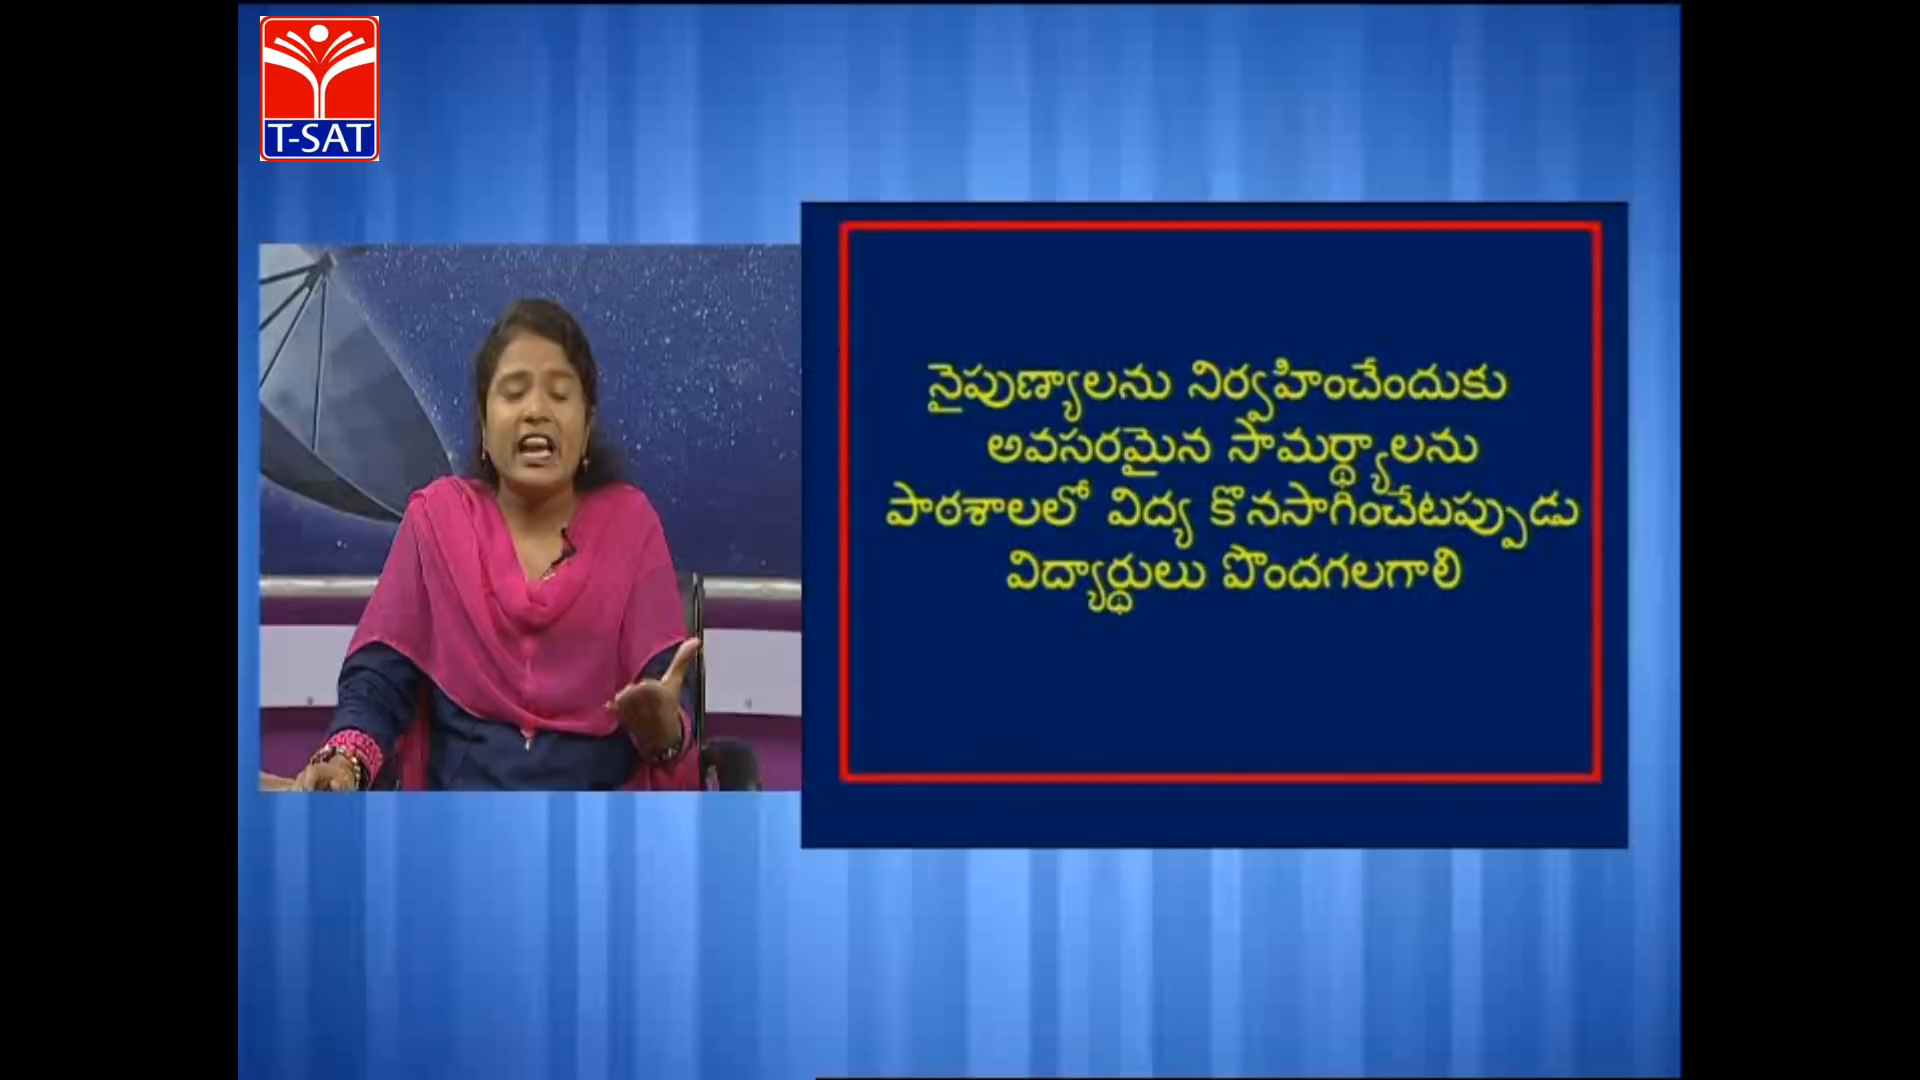 T-SAT
నైపుణ్యాలను నిర్వహించేందుకు
అవసరమైన సామర్థ్యాలను
పాఠశాలలో విద్య కొనసాగించేటప్పుడు
విద్యార్థులు పొందగలగాలి